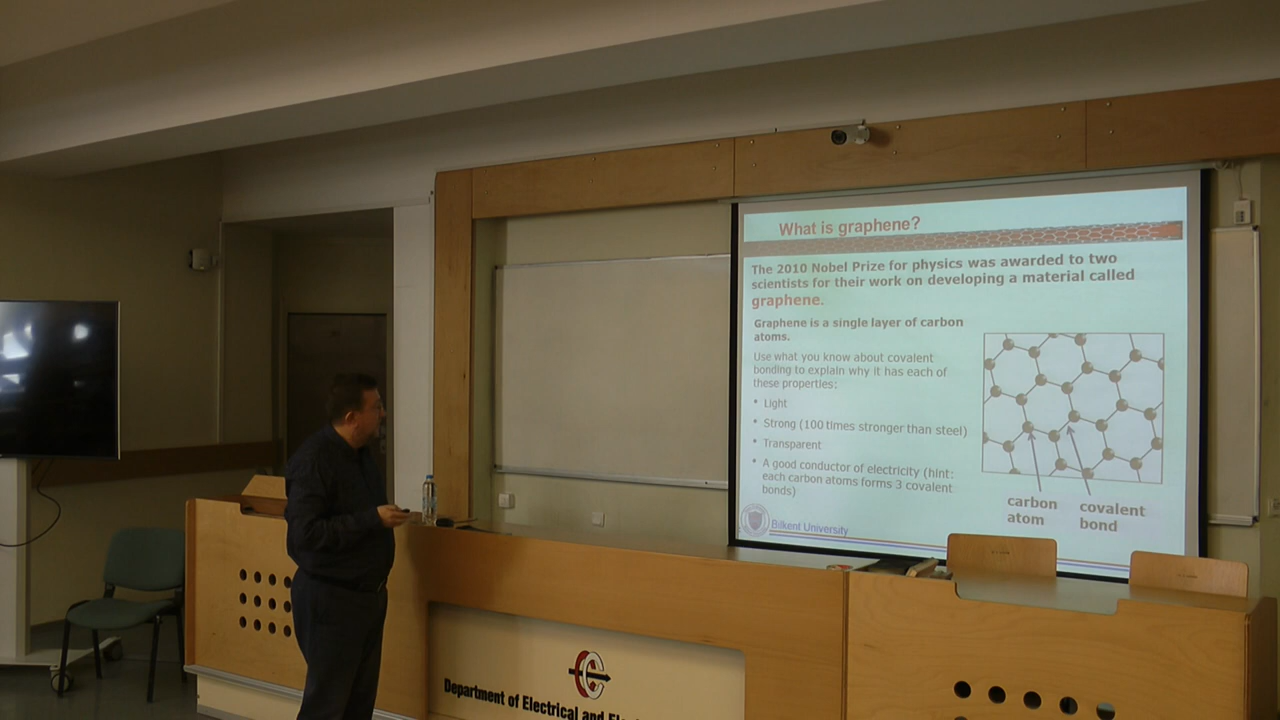 What is graphene?
The 2010 Nobel Prize for physics was awarded to two
scientists for their work on developing a material called
graphene.
Graphene is a single layer of carbon
atoms.
Use what you know about covalent
bonding to explain why it has each of
these properties:
• Light
• Strong (100 times stronger than steel)
• Transparent
• A good conductor of electricity (hint:
each carbon atoms forms 3 covalent
bonds)
carbon
atom
covalent
bond
Bilkent University
Department of Electrical and